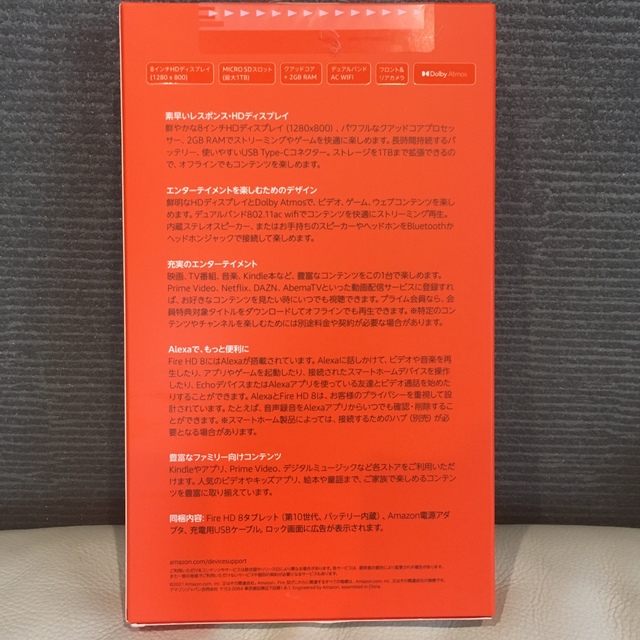 8インチHDディスプレイ
(1280 x 800)
MICRO SDスロット
(最大1TB)
クアッドコア
+ 2GB RAM
デュアルバンド
AC WIFI
フロント&
リアカメラ
Dolby Atmos
素早いレスポンス・HDディスプレイ
鮮やかな8インチHDディスプレイ (1280x800) 、パワフルなクアッドコアプロセッ
サー、2GB RAMでストリーミングやゲームを快適に楽しめます。長時間持続するバ
ッテリー、使いやすいUSB Type-Cコネクター。ストレージを1TBまで拡張できるの
で、オフラインでもコンテンツを楽しめます。
エンターテイメントを楽しむためのデザイン
鮮明なHDディスプレイとDolby Atmosで、ビデオ、ゲーム、ウェブコンテンツを楽し
めます。デュアルバンド802.11ac wifiでコンテンツを快適にストリーミング再生。
内蔵ステレオスピーカー、またはお手持ちのスピーカーやヘッドホンをBluetoothか
ヘッドホンジャックで接続して楽しめます。
充実のエンターテイメント
映画、TV番組、音楽、Kindle本など、豊富なコンテンツをこの1台で楽しめます。
Prime Video、Netflix、DAZN、AbemaTVといった動画配信サービスに登録すれ
ば、お好きなコンテンツを見たい時にいつでも視聴できます。プライム会員なら、会
員特典対象タイトルをダウンロードしてオフラインでも再生できます。※特定のコン
テンツやチャンネルを楽しむためには別途料金や契約が必要な場合があります。
Alexaで、もっと便利に
Fire HD 8にはAlexaが搭載されています。Alexaに話しかけて、ビデオや音楽を再
生したり、アプリやゲームを起動したり、接続されたスマートホームデバイスを操作
したり、EchoデバイスまたはAlexaアプリを使っている友達とビデオ通話を始めた
りすることができます。AlexaとFire HD 8は、お客様のプライバシーを重視して設
計されています。たとえば、音声録音をAlexaアプリからいつでも確認・削除するこ
とができます。※スマートホーム製品によっては、接続するためのハブ (別売) が必
要となる場合があります。
豊富なファミリー向けコンテンツ
Kindleやアプリ、Prime Video、デジタルミュージックなど各ストアをご利用いただ
けます。人気のビデオやキッズアプリ、絵本や童話まで、ご家族で楽しめるコンテン
ツを豊富に取り揃えています。
同梱内容: Fire HD 8タブレット (第10世代、バッテリー内蔵) 、Amazon電源アダ
プタ、充電用USBケーブル。ロック画面に広告が表示されます。
amazon.com/devicesupport